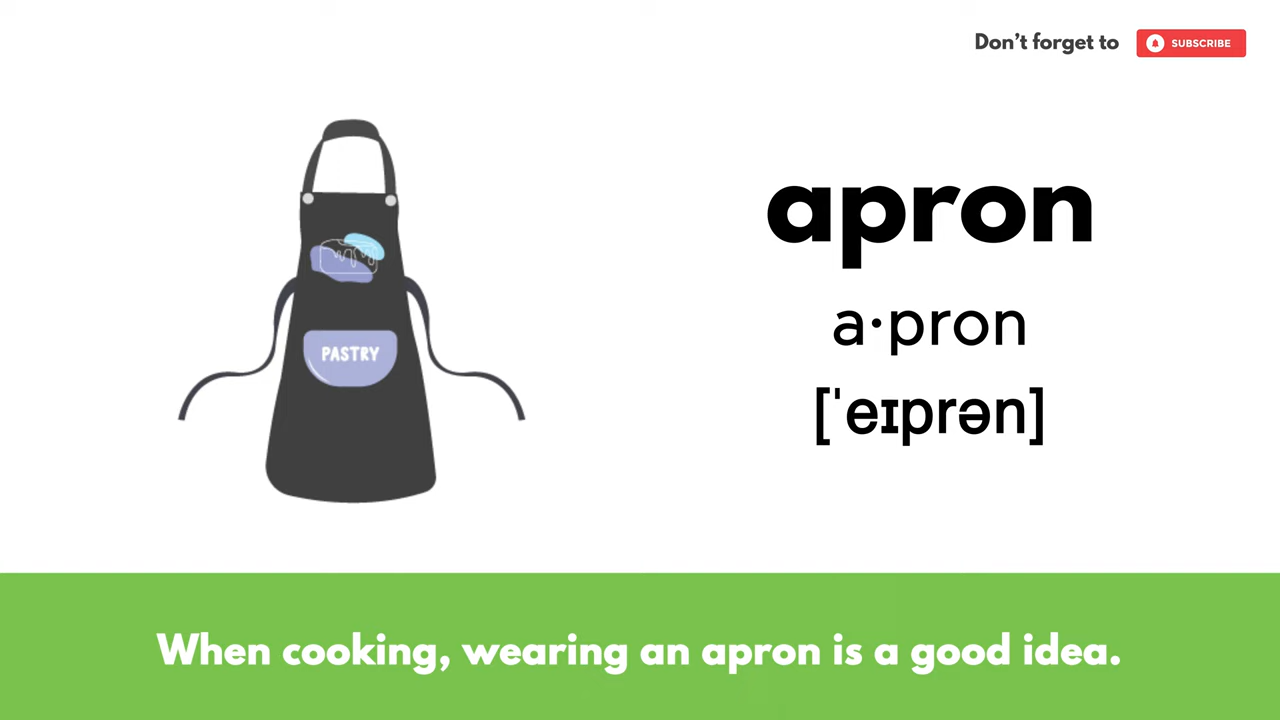 Don't forget to SUBSCRIBE
apron
a·pron
[ˈeɪprən]
PASTRY
When cooking, wearing an apron is a good idea.